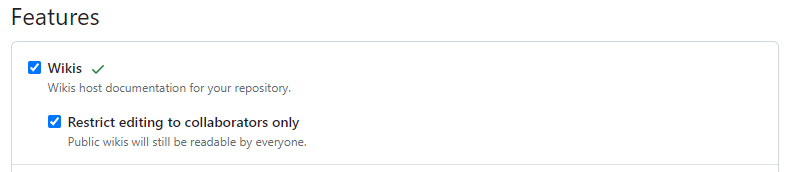 Features
Wikis
Wikis host documentation for your repository.
Restrict editing to collaborators only
Public wikis will still be readable by everyone.